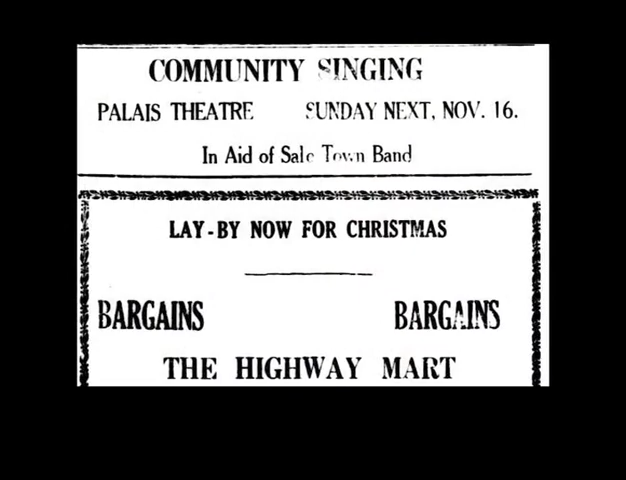 COMMUNITY SINGING
PALAIS THEATRE SUNDAY NEXT, NOV. 16.
In Aid of Sale Town Band
LAY-BY NOW FOR CHRISTMAS
BARGAINS BARGAINS
THE HIGHWAY MART